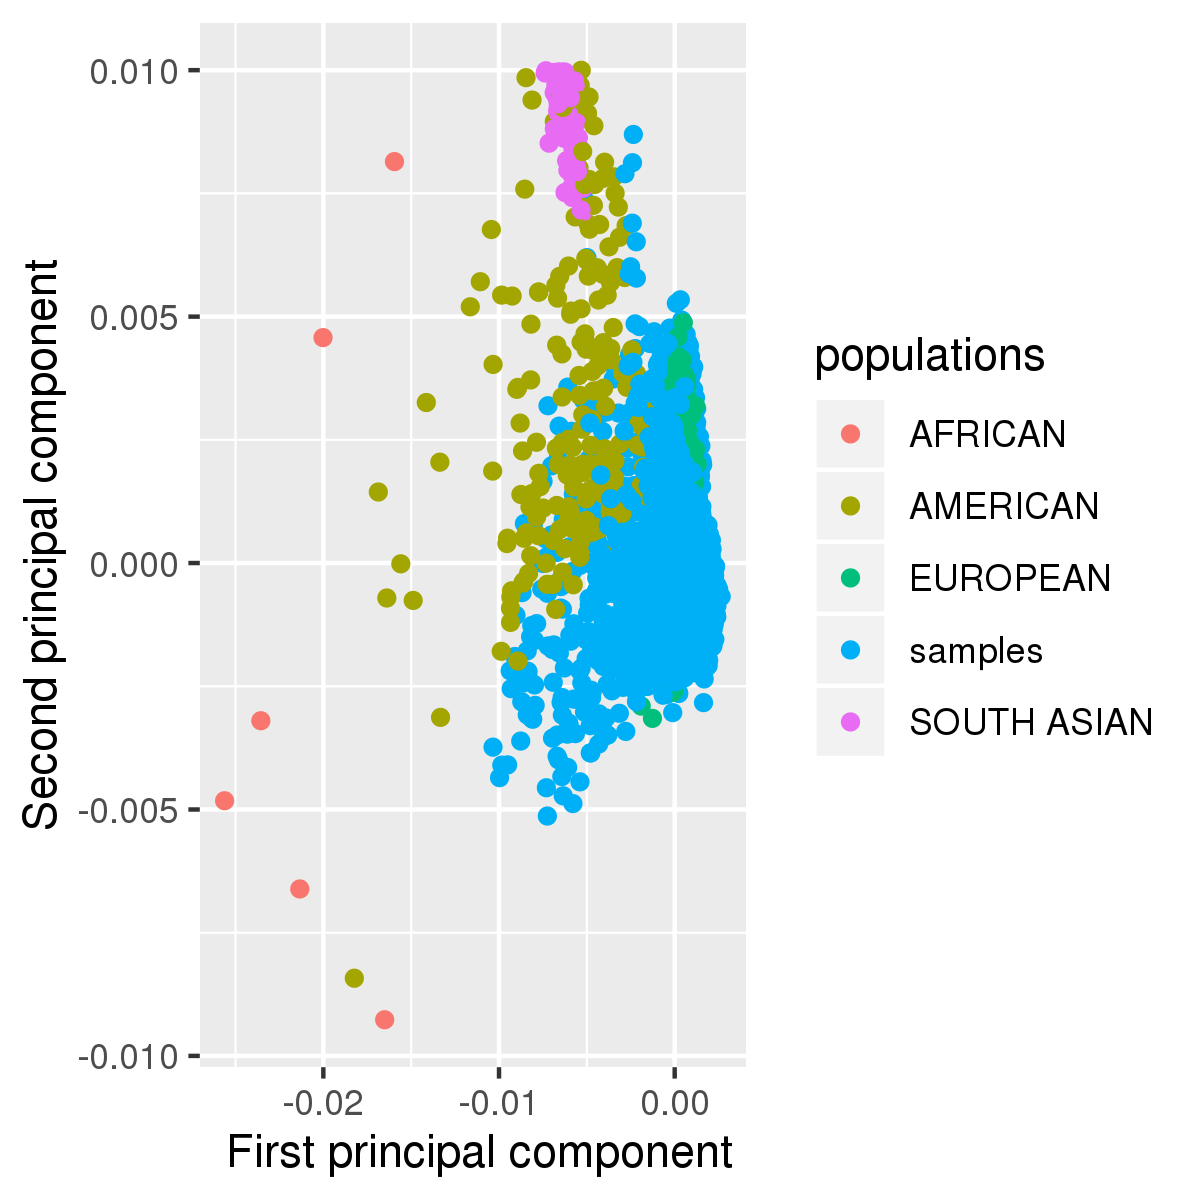 0.010
0.005
0.000
-0.005
-0.010
Second principal component
-0.02
-0.01
0.00
First principal component
populations
AFRICAN
AMERICAN
EUROPEAN
samples
SOUTH ASIAN